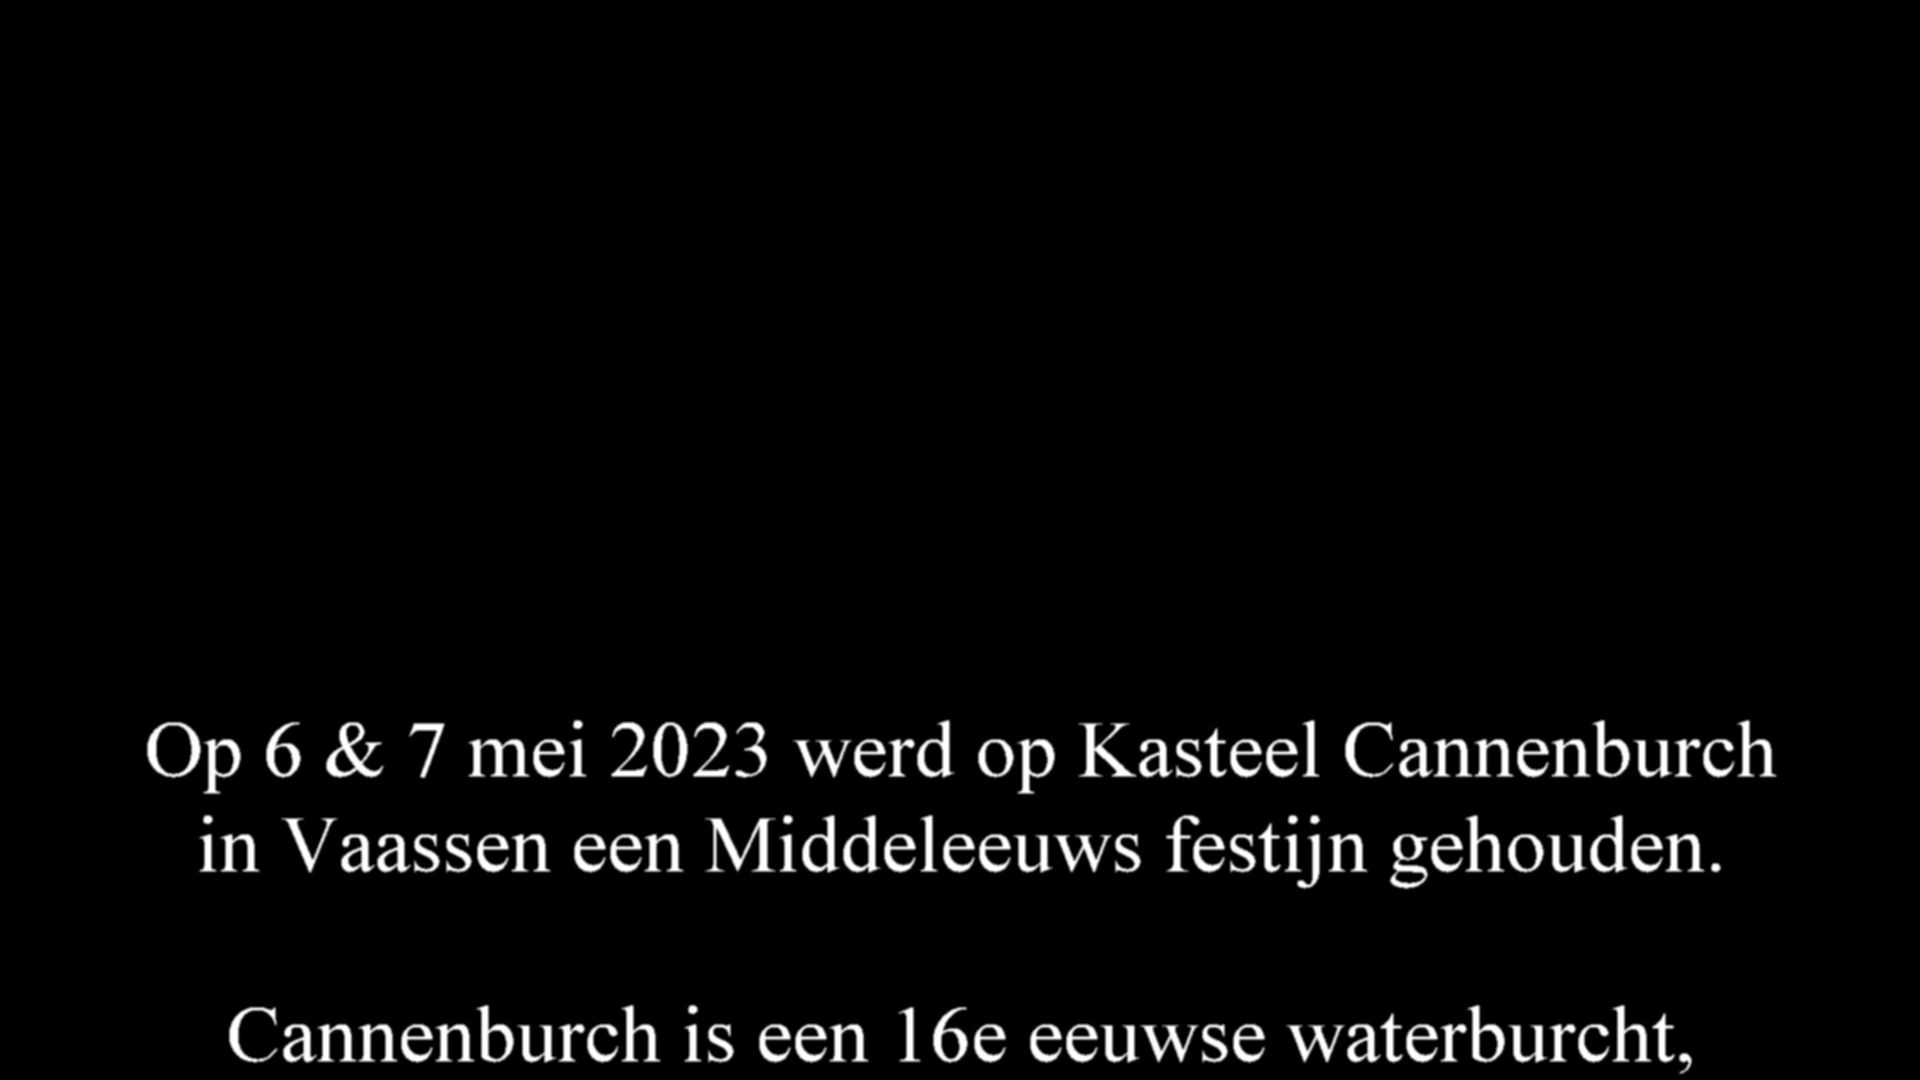 Op 6 & 7 mei 2023 werd op Kasteel Cannenburch
in Vaassen een Middeleeuws festijn gehouden.
Cannenburch is een 16e eeuwse waterburcht,